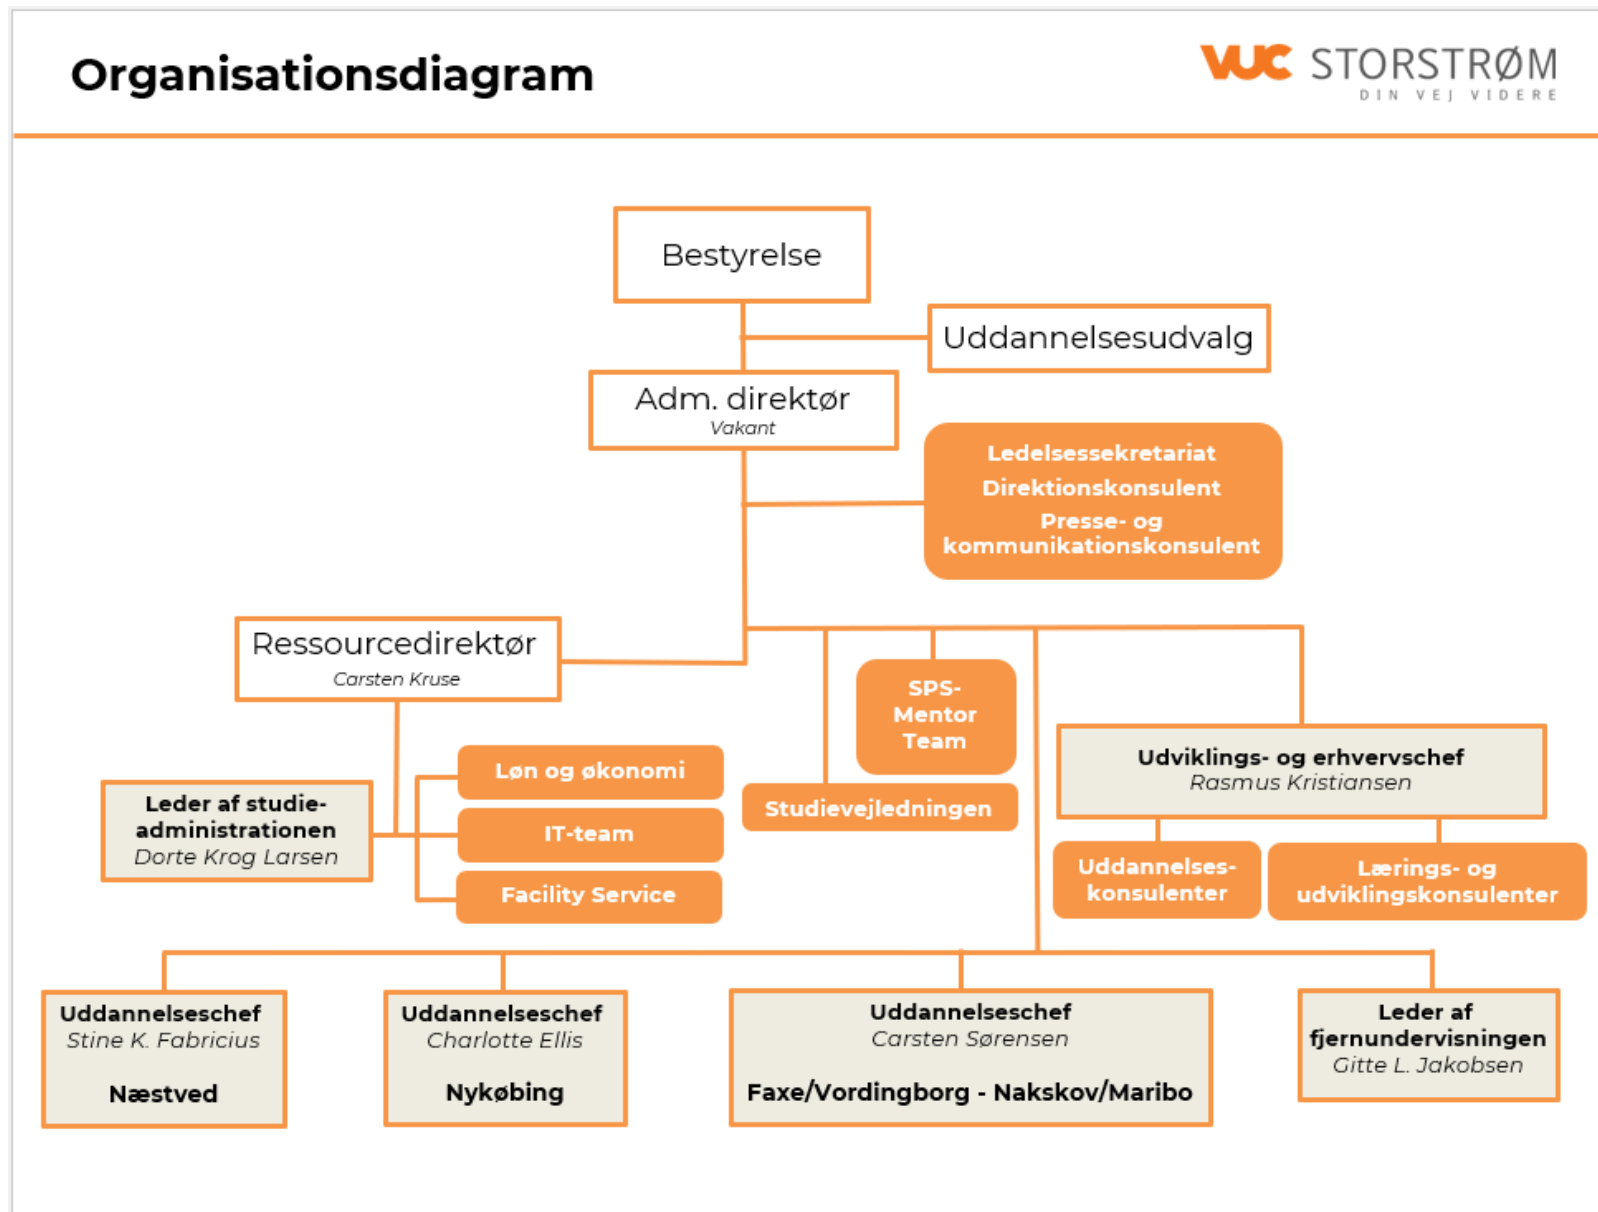 Organisationsdiagram
VUC STORSTRØM
DIN VEJ VIDERE
Bestyrelse
Uddannelsesudvalg
Adm. direktør
Vakant
Ledelsessekretariat
Direktionskonsulent
Presse- og
kommunikationskonsulent
Ressourcedirektør
Carsten Kruse
SPS-
Mentor
Team
Studievejledningen
Udviklings- og erhvervschef
Rasmus Kristiansen
Løn og økonomi
IT-team
Facility Service
Leder af studie-
administrationen
Dorte Krog Larsen
Uddannelses-
konsulenter
Lærings- og
udviklingskonsulenter
Uddannelseschef
Stine K. Fabricius
Næstved
Uddannelseschef
Charlotte Ellis
Nykøbing
Uddannelseschef
Carsten Sørensen
Faxe/Vordingborg - Nakskov/Maribo
Leder af
fjernundervisningen
Gitte L. Jakobsen